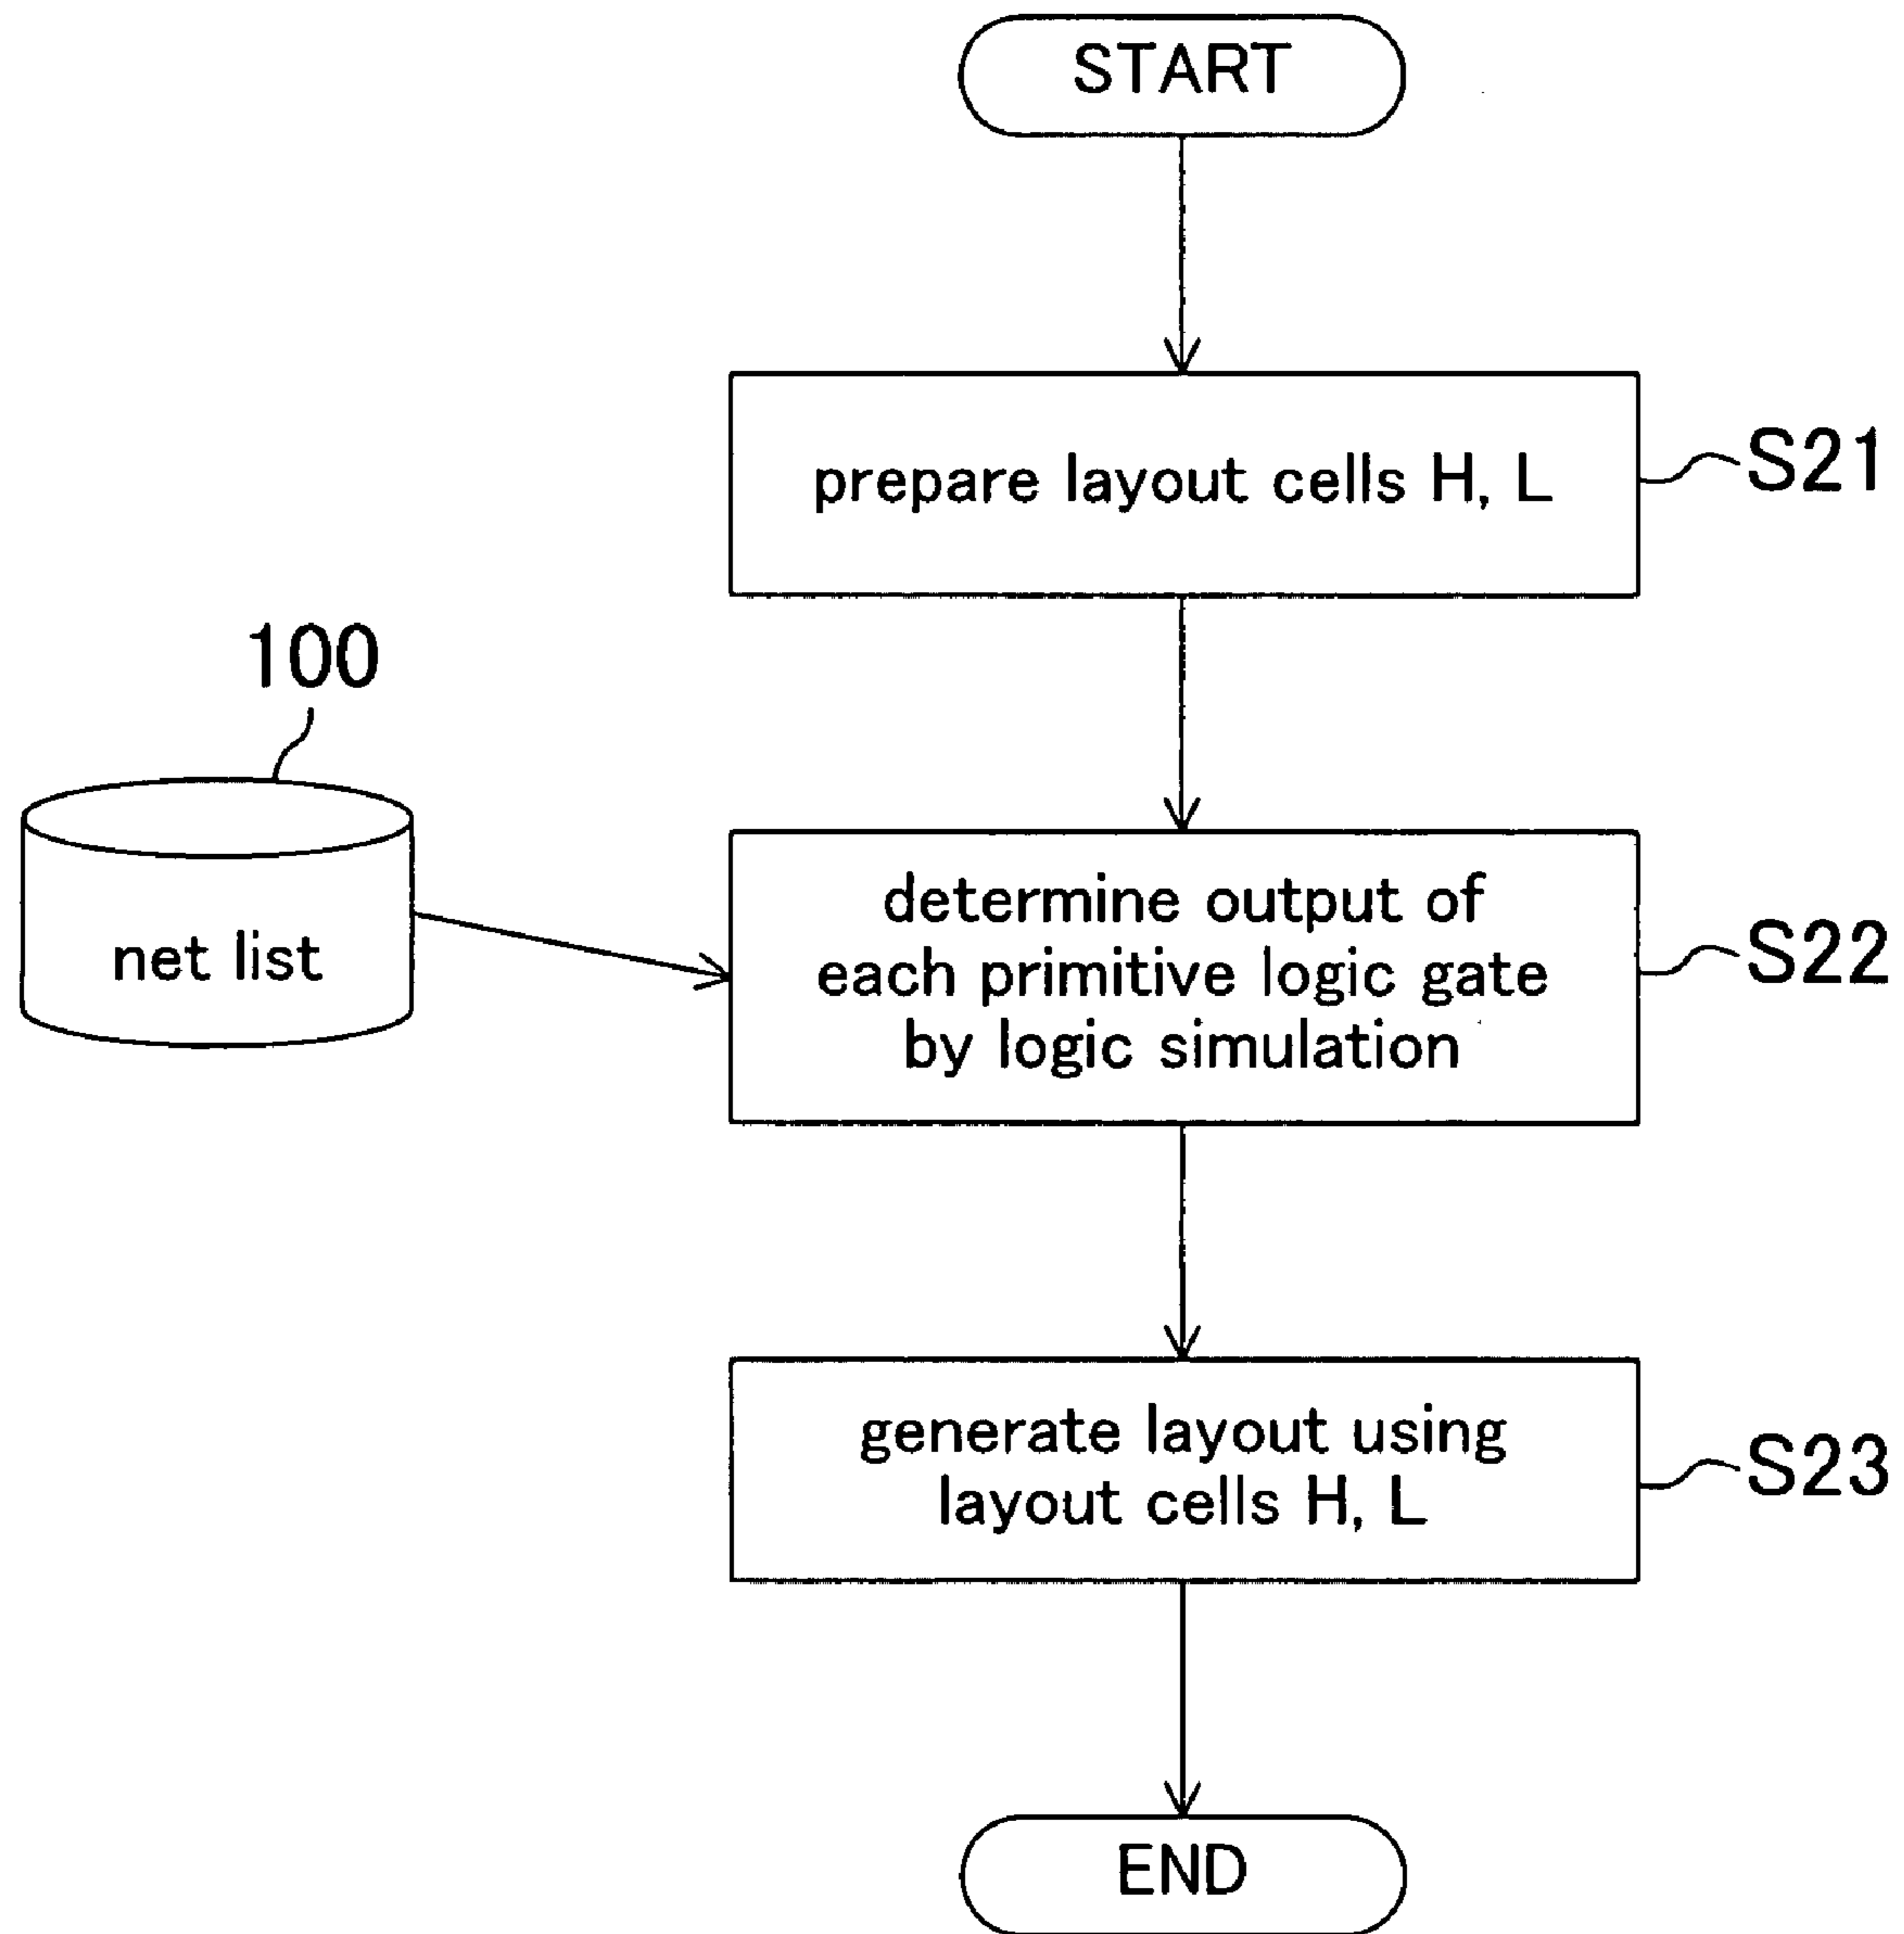 START
prepare layout cells H, L
S21
100
net list
determine output of
each primitive logic gate
by logic simulation
S22
generate layout using
layout cells H, L
S23
END